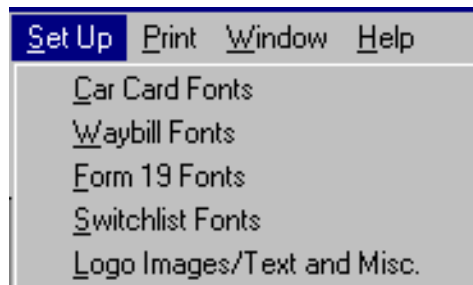 Set Up Print Window Help
Car Card Fonts
Waybill Fonts
Form 19 Fonts
Switchlist Fonts
Logo Images/Text and Misc.